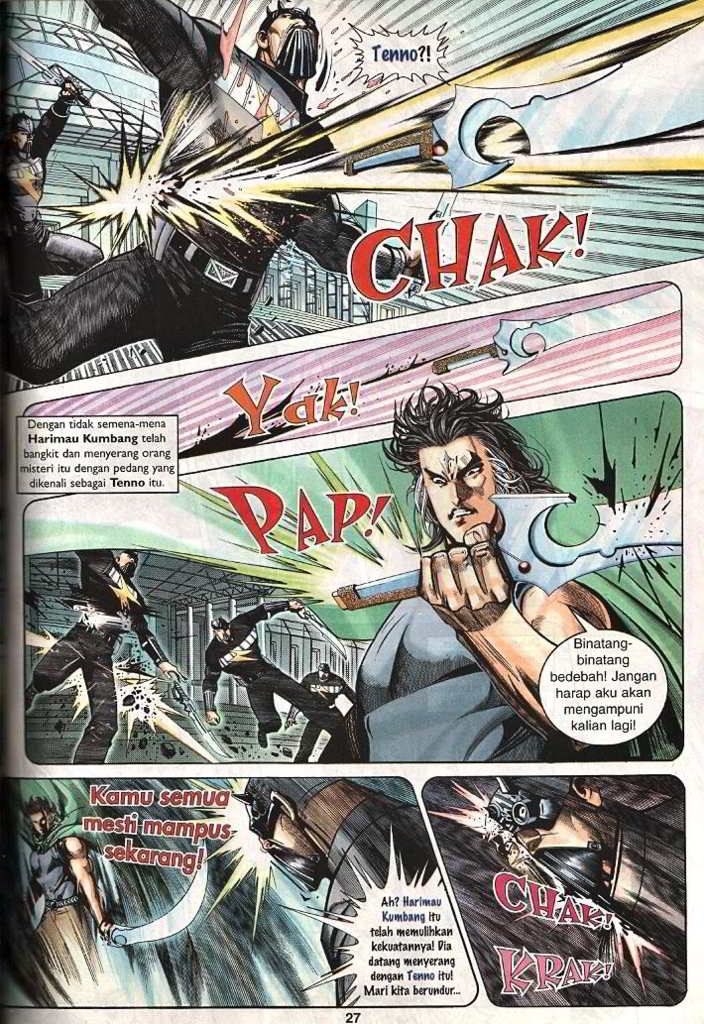 Tenno?!
CHAK!
Yak!
Dengan tidak semena-mena
Harimau Kumbang telah
bangkit dan menyerang orang
misteri itu dengan pedang yang
dikenali sebagai Tenno itu.
PAP!
Binatang-
binatang
bedebah! Jangan
harap aku akan
mengampuni
kalian lagi!
Kamu semua
mesti mampus
sekarang!
Ah? Harimau
Kumbang itu
telah memulihkan
kekuatannya! Dia
datang menyerang
dengan Tenno itu!
Mari kita berundur...
CHAK!
KRAK!
27